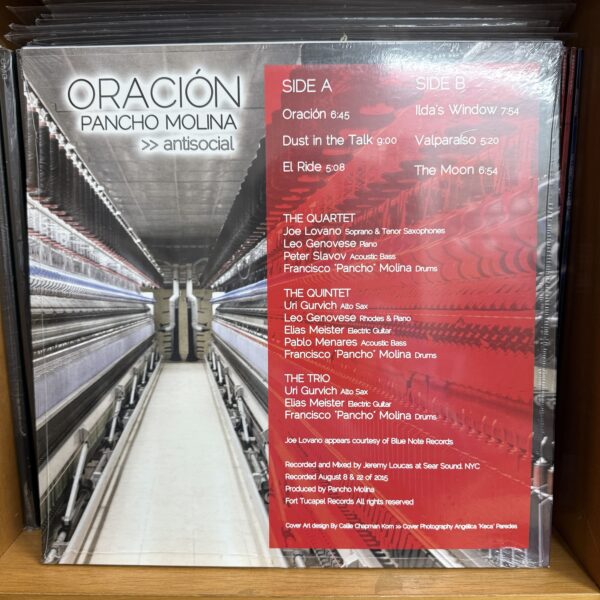 ORACIÓN
PANCHO MOLINA
>> antisocial
SIDE A
Oración 6:45
Dust in the Talk 9:00
El Ride 5:08
SIDE B
Ilda's Window 7:54
Valparaíso 5:20
The Moon 6:54
THE QUARTET
Joe Lovano Soprano & Tenor Saxophones
Leo Genovese Piano
Peter Slavov Acoustic Bass
Francisco "Pancho" Molina Drums
THE QUINTET
Uri Gurvich Alto Sax
Leo Genovese Rhodes & Piano
Elias Meister Electric Guitar
Pablo Menares Acoustic Bass
Francisco "Pancho" Molina Drums
THE TRIO
Uri Gurvich Alto Sax
Elias Meister Electric Guitar
Francisco "Pancho" Molina Drums
Joe Lovano appears courtesy of Blue Note Records
Recorded and Mixed by Jeremy Loucas at Sear Sound. NYC
Recorded August 8 & 22 of 2015
Produced by Pancho Molina
Fort Tucapel Records All rights reserved
Cover Art design By Callie Chapman Korn >> Cover Photography Angélica "Keca" Paredes